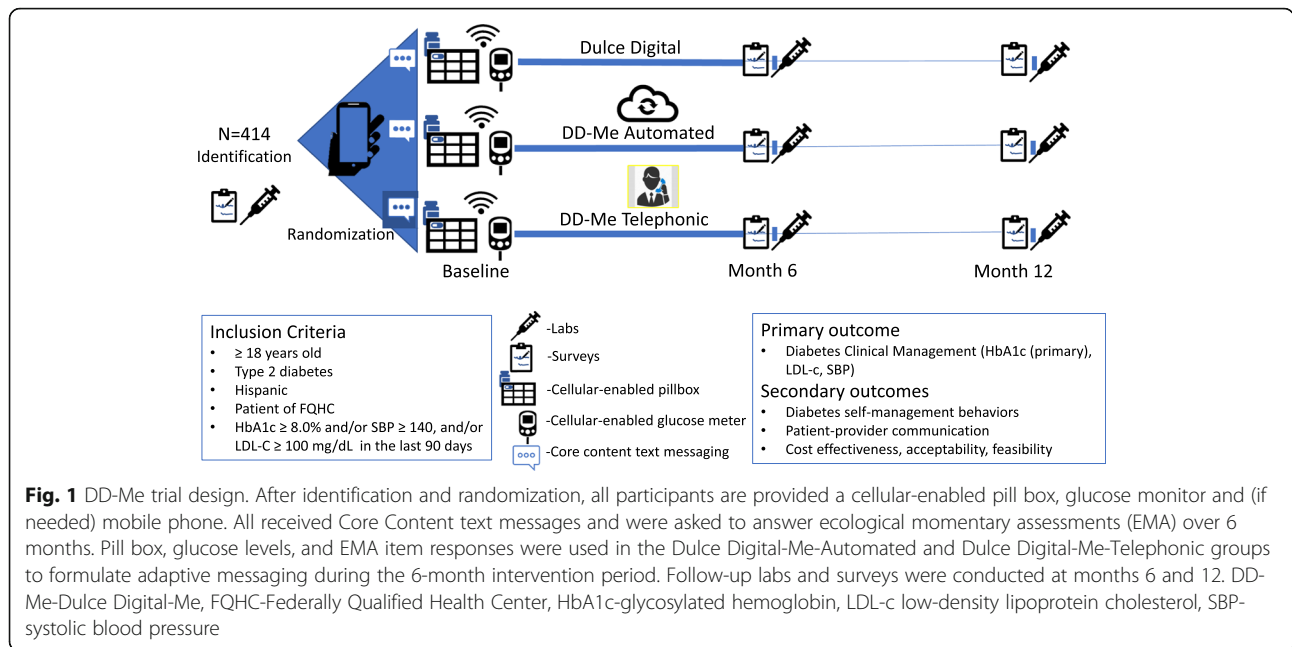 Dulce Digital
N=414
Identification
DD-Me Automated
DD-Me Telephonic
Randomization
Baseline
Month 6
Month 12
Inclusion Criteria
• ≥ 18 years old
• Type 2 diabetes
• Hispanic
• Patient of FQHC
• HbA1c ≥ 8.0% and/or SBP ≥ 140, and/or
LDL-C ≥ 100 mg/dL in the last 90 days
-Labs
-Surveys
-Cellular-enabled pillbox
-Cellular-enabled glucose meter
-Core content text messaging
Primary outcome
• Diabetes Clinical Management (HbA1c (primary),
LDL-c, SBP)
Secondary outcomes
• Diabetes self-management behaviors
• Patient-provider communication
• Cost effectiveness, acceptability, feasibility
Fig. 1 DD-Me trial design. After identification and randomization, all participants are provided a cellular-enabled pill box, glucose monitor and (if
needed) mobile phone. All received Core Content text messages and were asked to answer ecological momentary assessments (EMA) over 6
months. Pill box, glucose levels, and EMA item responses were used in the Dulce Digital-Me-Automated and Dulce Digital-Me-Telephonic groups
to formulate adaptive messaging during the 6-month intervention period. Follow-up labs and surveys were conducted at months 6 and 12. DD-
Me-Dulce Digital-Me, FQHC-Federally Qualified Health Center, HbA1c-glycosylated hemoglobin, LDL-c low-density lipoprotein cholesterol, SBP-
systolic blood pressure